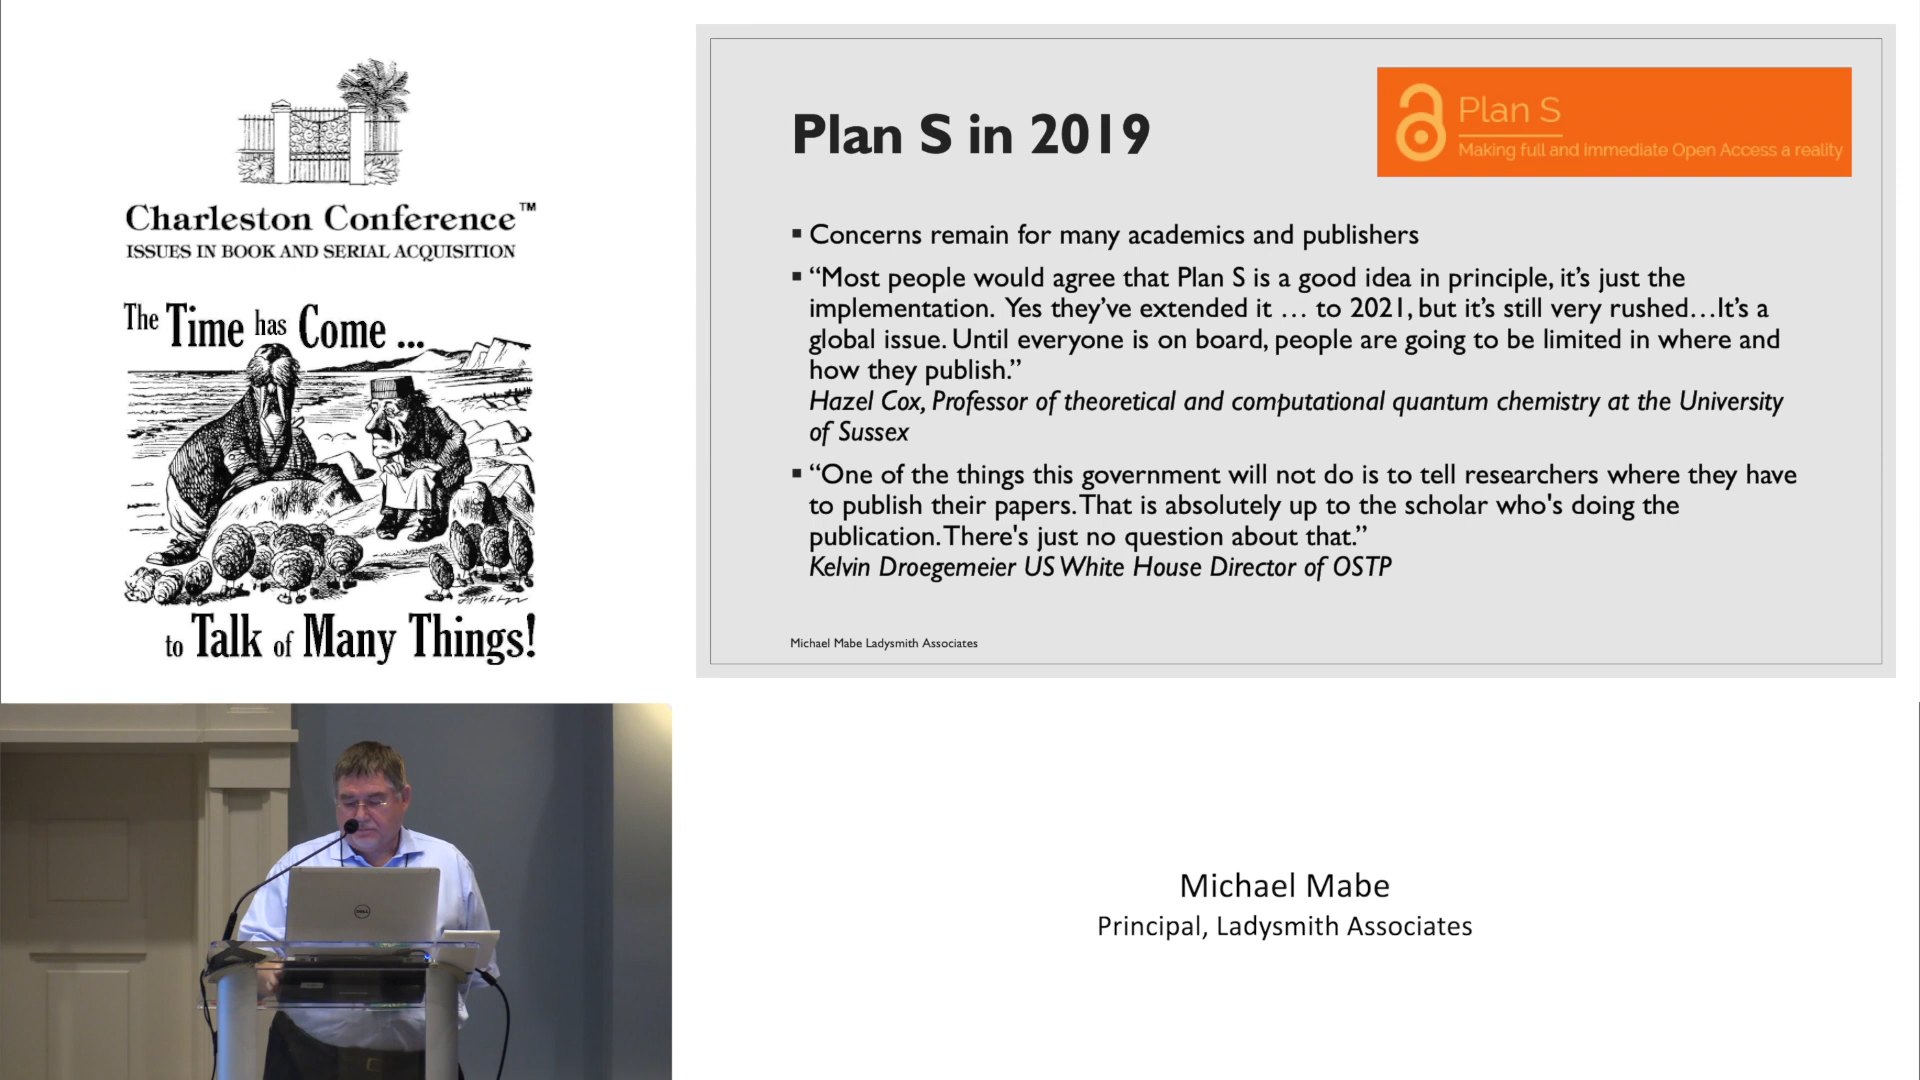 Charleston Conference™
ISSUES IN BOOK AND SERIAL ACQUISITION
The Time has Come ...
to Talk of Many Things!
Plan S in 2019
Plan S
Making full and immediate Open Access a reality
▪ Concerns remain for many academics and publishers
▪ “Most people would agree that Plan S is a good idea in principle, it’s just the
implementation. Yes they’ve extended it … to 2021, but it’s still very rushed…It’s a
global issue. Until everyone is on board, people are going to be limited in where and
how they publish.”
Hazel Cox, Professor of theoretical and computational quantum chemistry at the University
of Sussex
▪ “One of the things this government will not do is to tell researchers where they have
to publish their papers. That is absolutely up to the scholar who's doing the
publication. There's just no question about that.”
Kelvin Droegemeier US White House Director of OSTP
Michael Mabe Ladysmith Associates
DELL
Michael Mabe
Principal, Ladysmith Associates